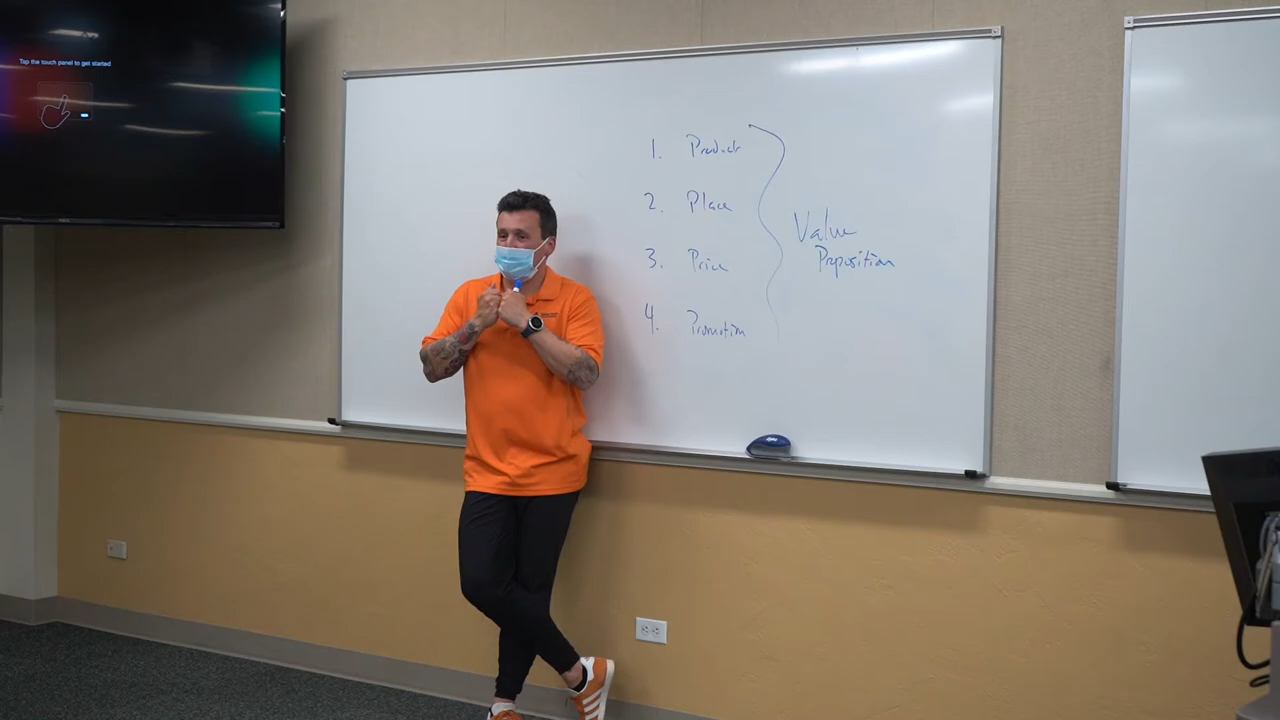 Tap the touch panel to get started
1. Product
2. Place
3. Price
4. Promotion
Value
Proposition